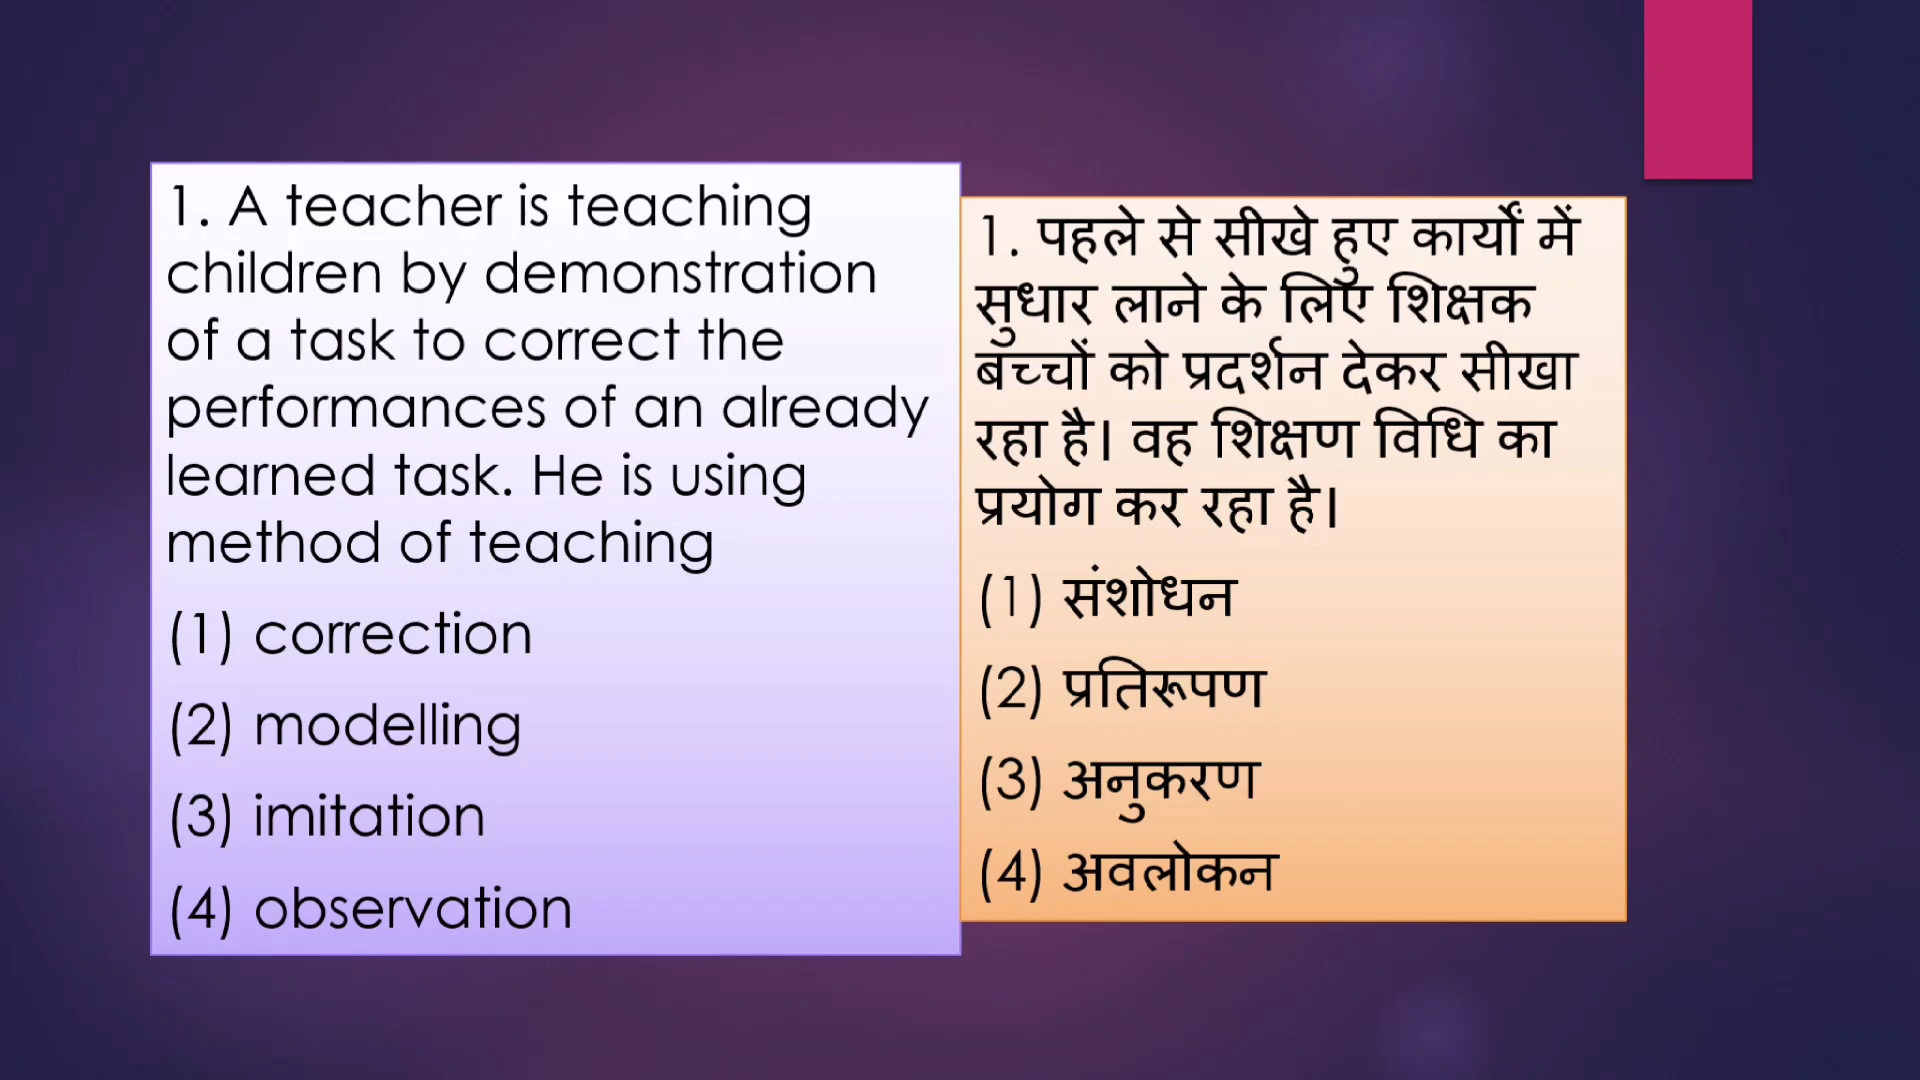 1. A teacher is teaching
children by demonstration
of a task to correct the
performances of an already
learned task. He is using
method of teaching
(1) correction
(2) modelling
(3) imitation
(4) observation
1. पहले से सीखे हुए कार्यों में
सुधार लाने के लिए शिक्षक
बच्चों को प्रदर्शन देकर सीखा
रहा है। वह शिक्षण विधि का
प्रयोग कर रहा है।
(1) संशोधन
(2) प्रतिरूपण
(3) अनुकरण
(4) अवलोकन